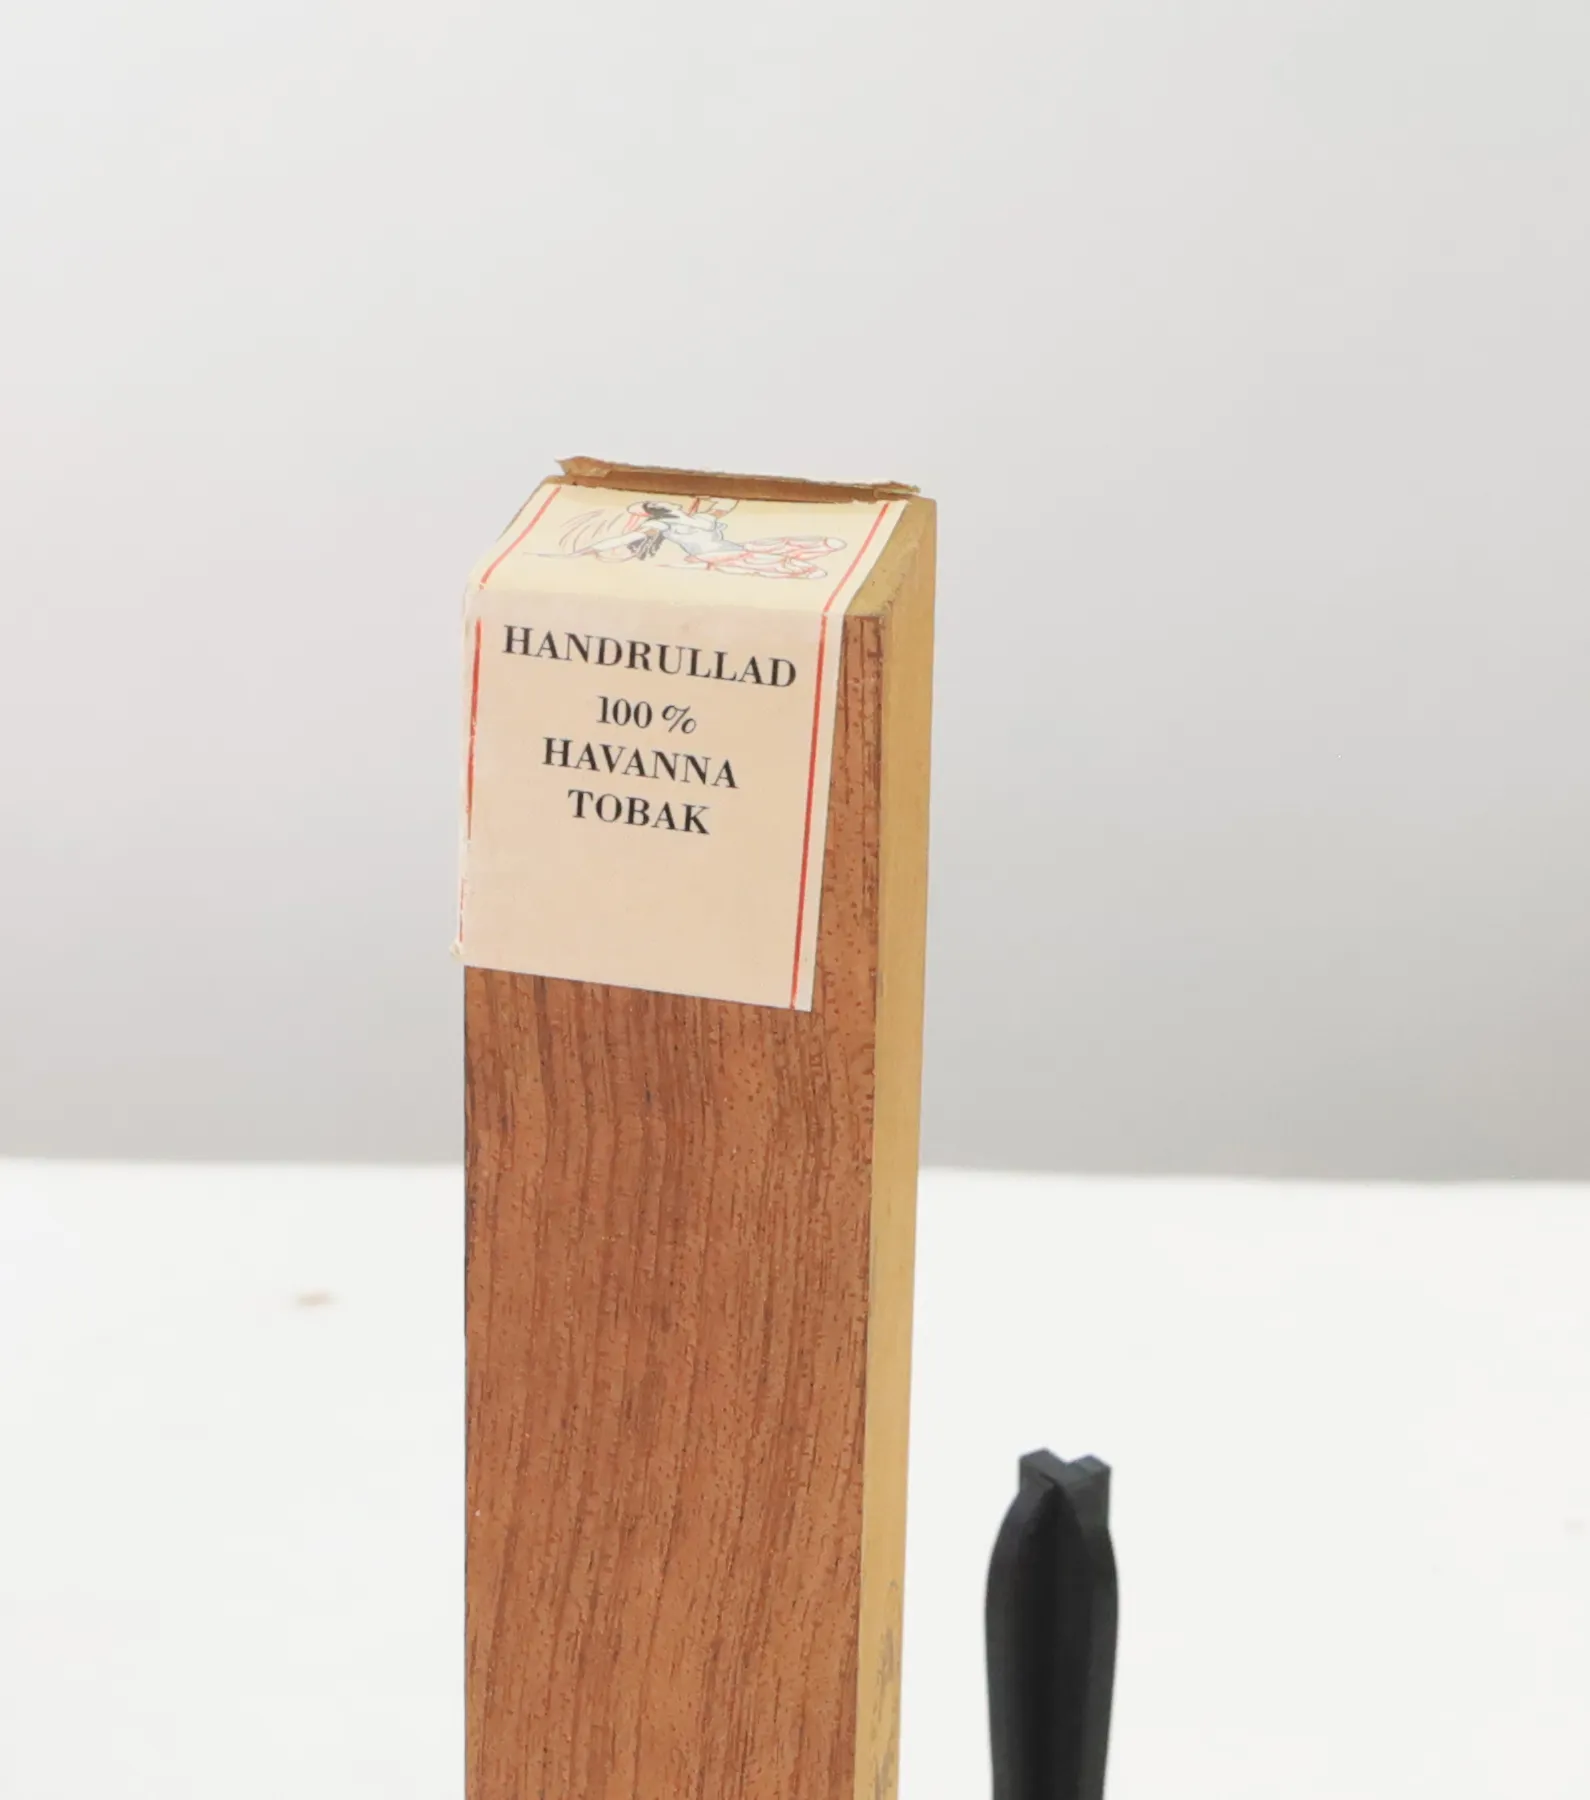 HANDRULLAD
100 %
HAVANNA
TOBAK